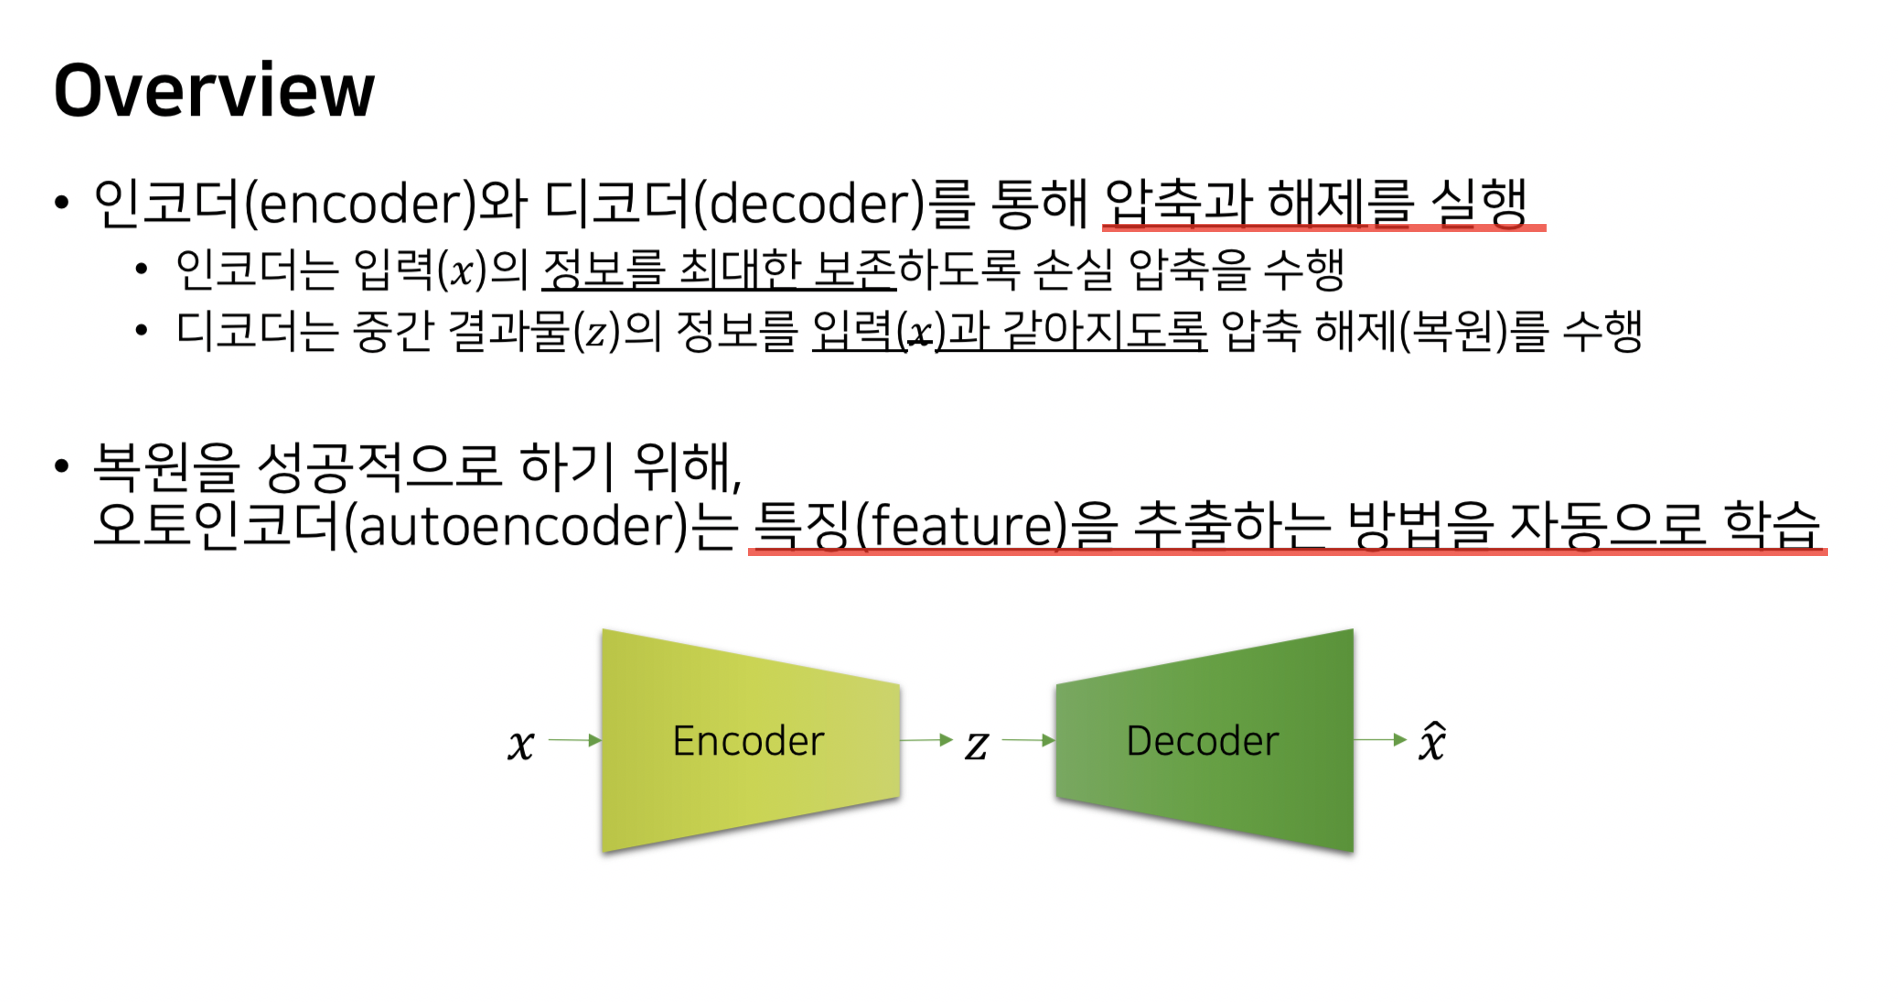 Overview
• 인코더(encoder)와 디코더(decoder)를 통해 압축과 해제를 실행
• 인코더는 입력(x)의 정보를 최대한 보존하도록 손실 압축을 수행
• 디코더는 중간 결과물(z)의 정보를 입력(x)과 같아지도록 압축 해제(복원)를 수행
• 복원을 성공적으로 하기 위해,
오토인코더(autoencoder)는 특징(feature)을 추출하는 방법을 자동으로 학습
x Encoder z Decoder x̂